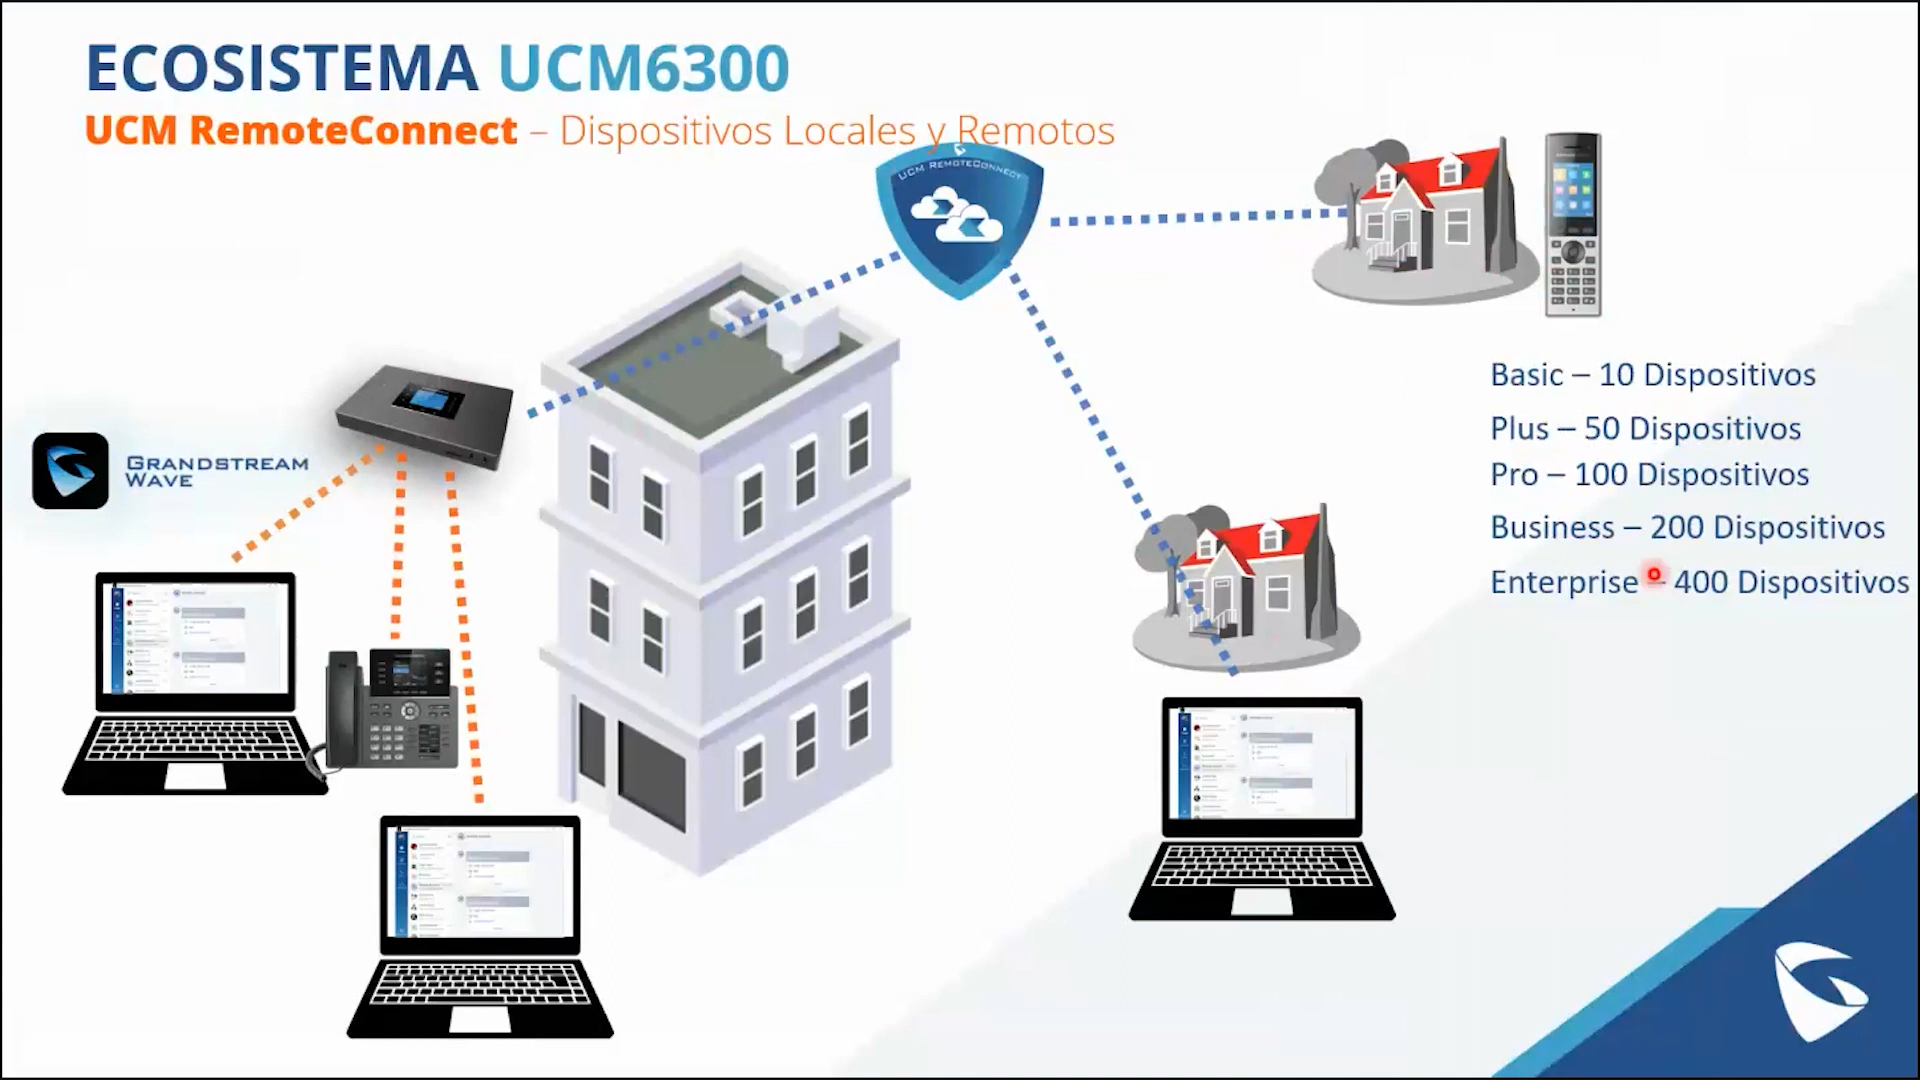 ECOSISTEMA UCM6300
UCM RemoteConnect – Dispositivos Locales y Remotos
UCM REMOTECONNECT
GRANDSTREAM
WAVE
Basic – 10 Dispositivos
Plus – 50 Dispositivos
Pro – 100 Dispositivos
Business – 200 Dispositivos
Enterprise – 400 Dispositivos